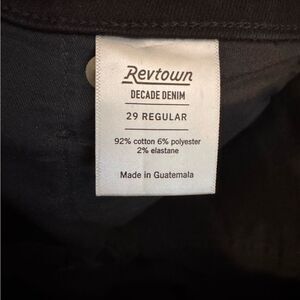 Revtown
DECADE DENIM
29 REGULAR
92% cotton 6% polyester
2% elastane
Made in Guatemala